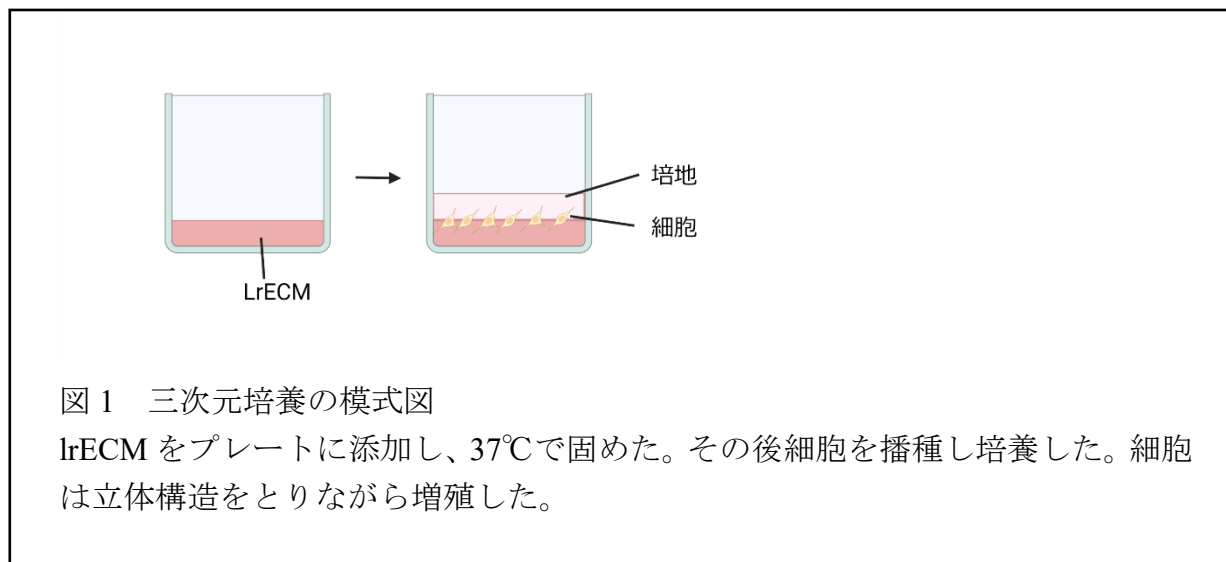 培地
細胞
LrECM
図 1　三次元培養の模式図
lrECM をプレートに添加し、37℃で固めた。その後細胞を播種し培養した。細胞
は立体構造をとりながら増殖した。